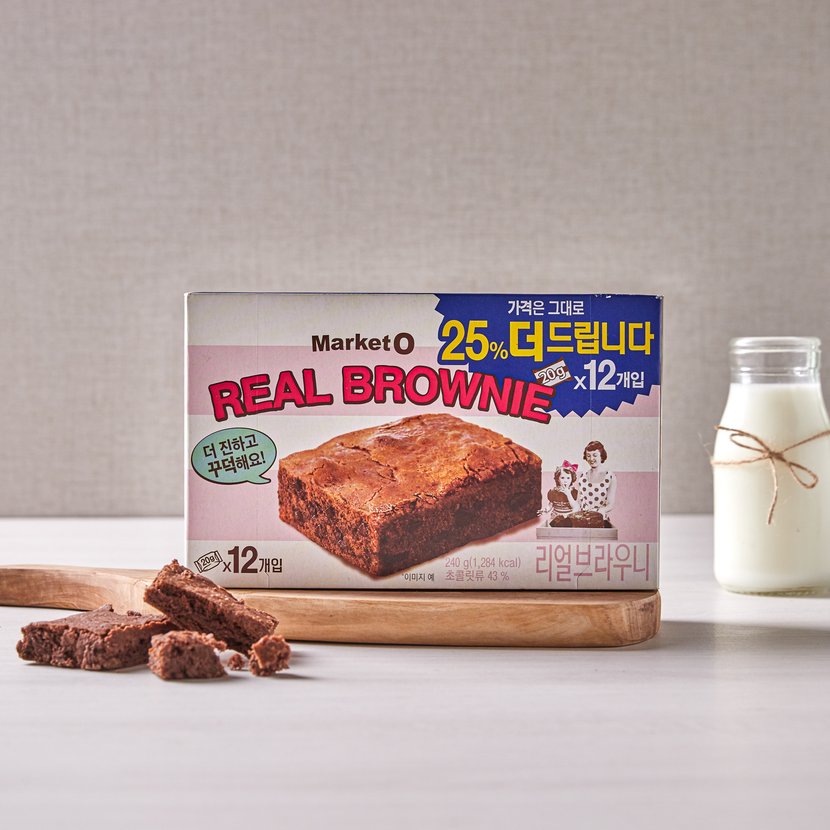 Market O
REAL BROWNIE
가격은 그대로
25% 더 드립니다
20g x12개입
더 진하고
꾸덕해요!
20g x12개입
240 g(1,284 kcal)
초콜릿류 43 %
이미지 예
리얼브라우니